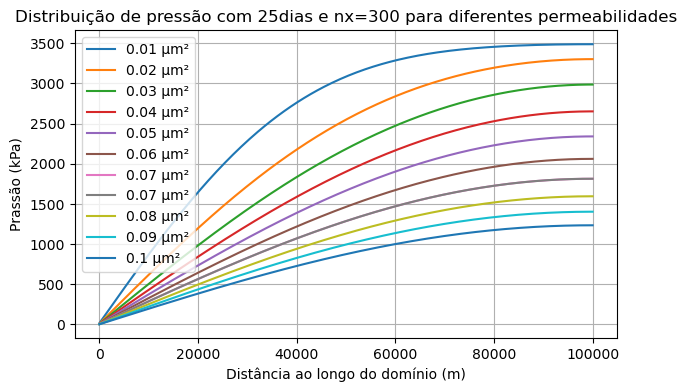 Distribuição de pressão com 25dias e nx=300 para diferentes permeabilidades
3500
3000
2500
2000
1500
1000
500
0
Prassão (kPa)
0.01 µm²
0.02 µm²
0.03 µm²
0.04 µm²
0.05 µm²
0.06 µm²
0.07 µm²
0.07 µm²
0.08 µm²
0.09 µm²
0.1 µm²
0
20000
40000
60000
80000
100000
Distância ao longo do domínio (m)